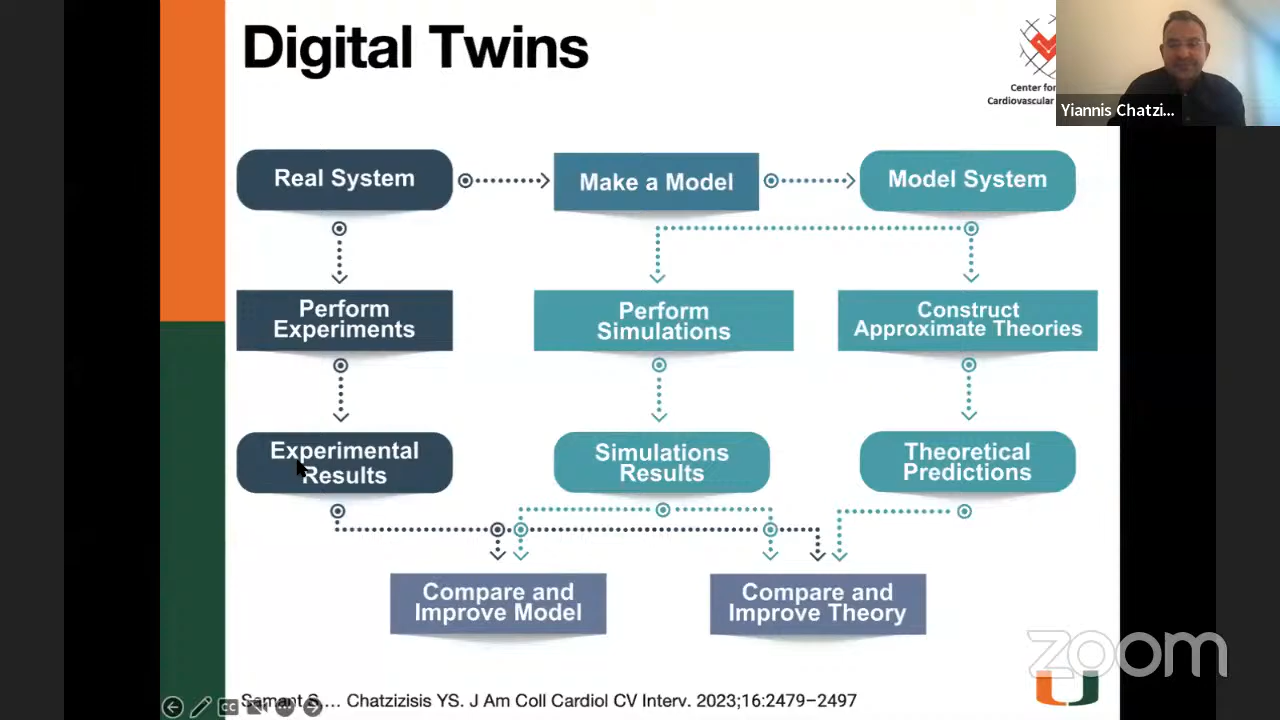 Digital Twins
Center for
Cardiovascular
Yiannis Chatzi...
Real System
Make a Model
Model System
Perform
Experiments
Perform
Simulations
Construct
Approximate Theories
Experimental
Results
Simulations
Results
Theoretical
Predictions
Compare and
Improve Model
Compare and
Improve Theory
zoom
Samant S,... Chatzizisis YS. J Am Coll Cardiol CV Interv. 2023;16:2479–2497
CC